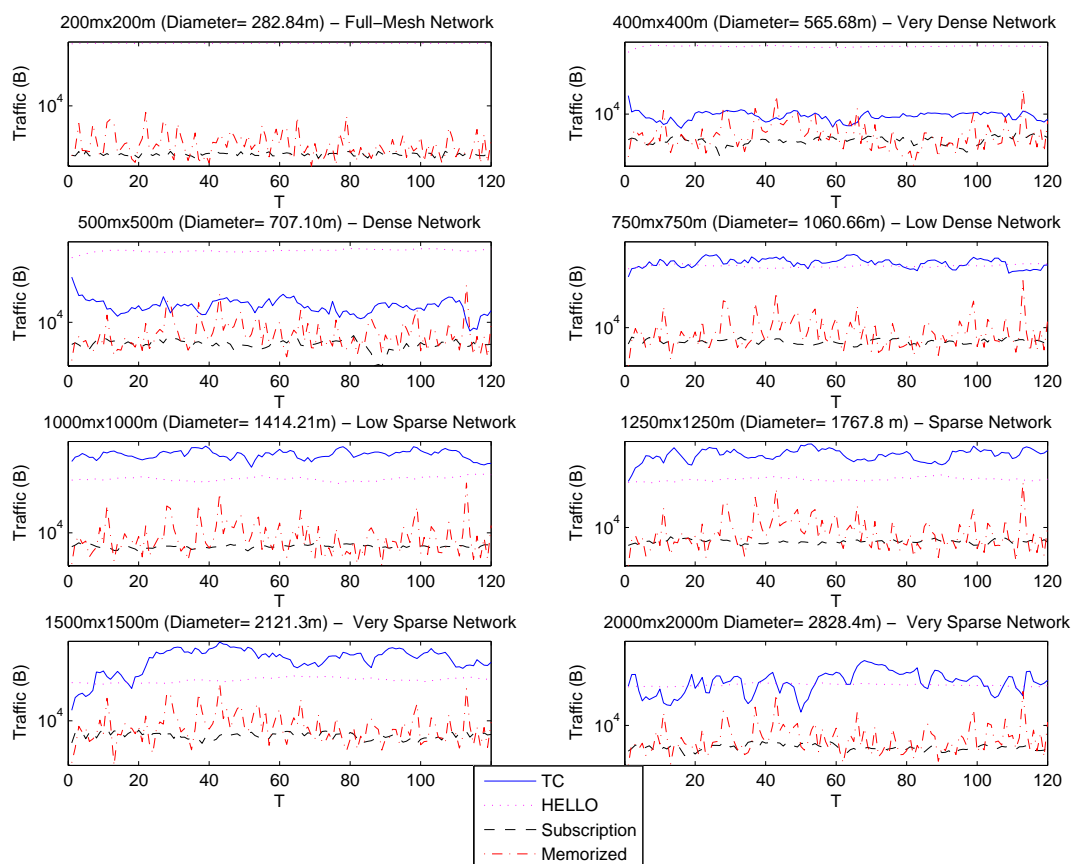 200mx200m (Diameter= 282.84m) − Full−Mesh Network
Traffic (B)
10^4
0 20 40 60 80 100 120
T
400mx400m (Diameter= 565.68m) − Very Dense Network
Traffic (B)
10^4
0 20 40 60 80 100 120
T
500mx500m (Diameter= 707.10m) − Dense Network
Traffic (B)
10^4
0 20 40 60 80 100 120
T
750mx750m (Diameter= 1060.66m) − Low Dense Network
Traffic (B)
10^4
0 20 40 60 80 100 120
T
1000mx1000m (Diameter= 1414.21m) − Low Sparse Network
Traffic (B)
10^4
0 20 40 60 80 100 120
T
1250mx1250m (Diameter= 1767.8 m) − Sparse Network
Traffic (B)
10^4
0 20 40 60 80 100 120
T
1500mx1500m (Diameter= 2121.3m) − Very Sparse Network
Traffic (B)
10^4
0 20 40 60 80 100 120
T
2000mx2000m Diameter= 2828.4m) − Very Sparse Network
Traffic (B)
10^4
0 20 40 60 80 100 120
T
TC
HELLO
Subscription
Memorized